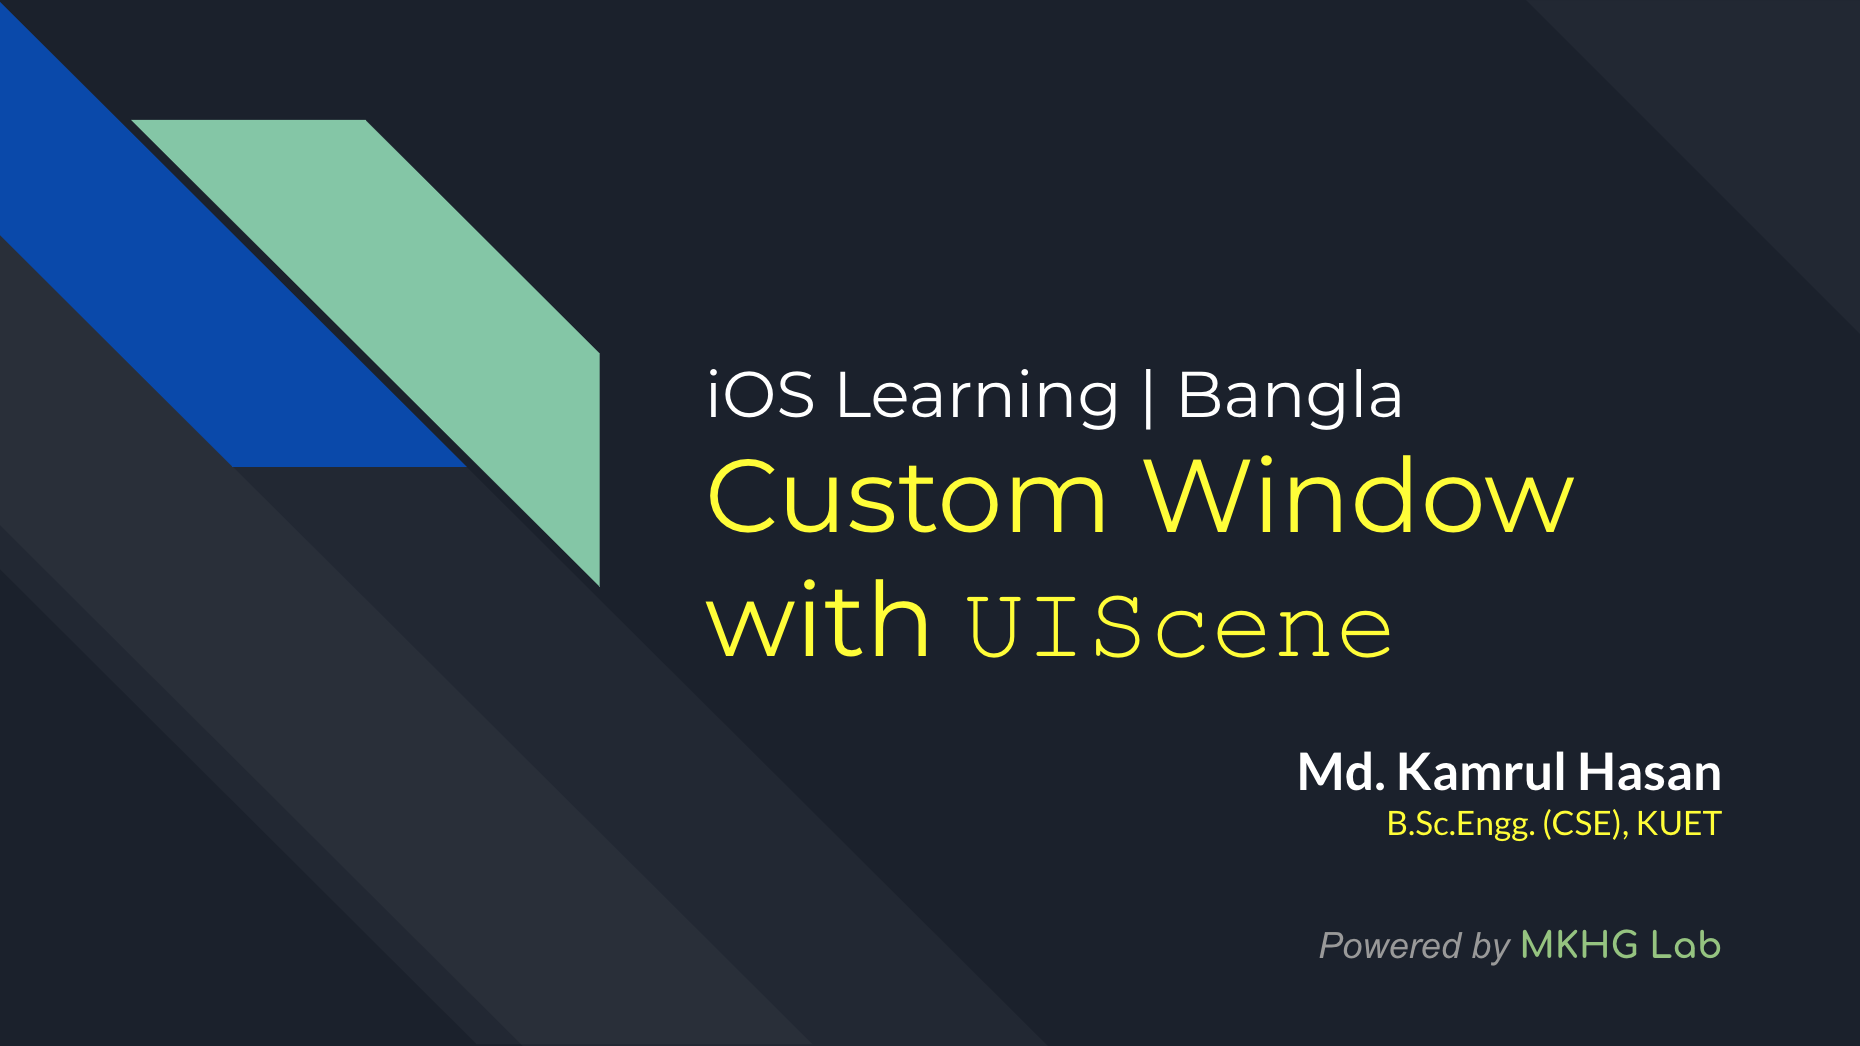 iOS Learning | Bangla
Custom Window
with UIScene
Md. Kamrul Hasan
B.Sc.Engg. (CSE), KUET
Powered by MKHG Lab